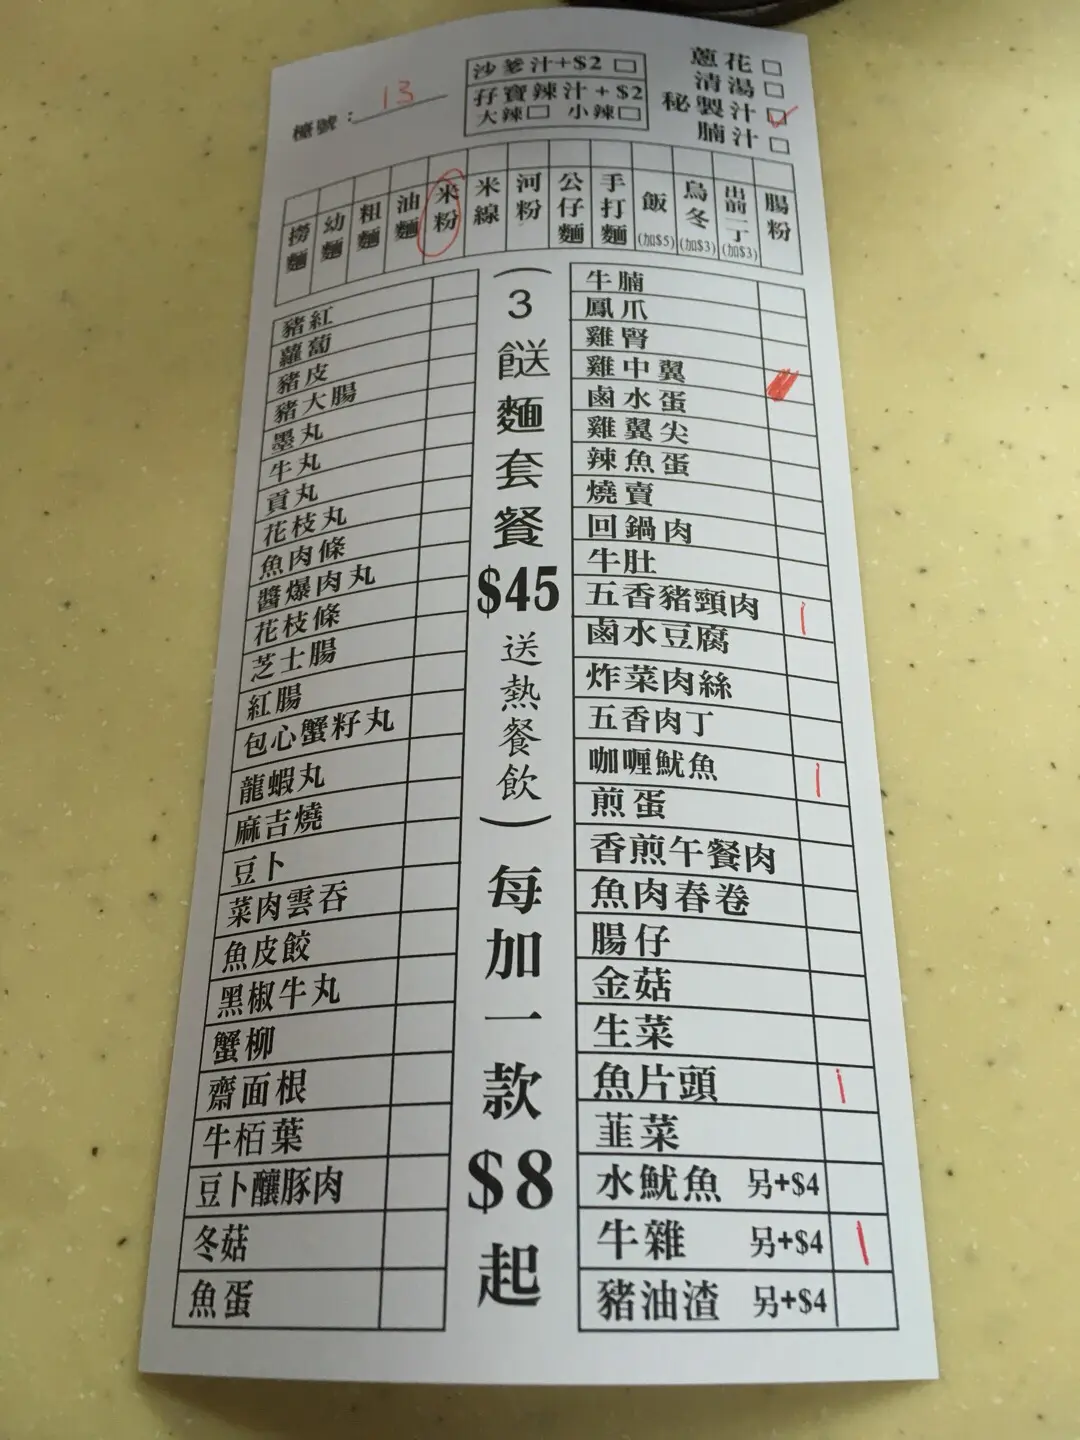 枱號：13
沙爹汁+$2
孖寶辣汁+$2
大辣 小辣
蔥花
清湯
秘製汁
腩汁
撈麵
幼麵
粗麵
油麵
米粉
米線
河粉
公仔麵
手打麵
飯(加$5)
烏冬(加$3)
出前一丁(加$3)
腸粉
豬紅
蘿蔔
豬皮
豬大腸
墨丸
牛丸
貢丸
花枝丸
魚肉條
醬爆肉丸
花枝條
芝士腸
紅腸
包心蟹籽丸
龍蝦丸
麻吉燒
豆卜
菜肉雲吞
魚皮餃
黑椒牛丸
蟹柳
齋面根
牛栢葉
豆卜釀豚肉
冬菇
魚蛋
(3餸麵套餐$45送熱餐飲)每加一款$8起
牛腩
鳳爪
雞腎
雞中翼
鹵水蛋
雞翼尖
辣魚蛋
燒賣
回鍋肉
牛肚
五香豬頸肉
鹵水豆腐
炸菜肉絲
五香肉丁
咖喱魷魚
煎蛋
香煎午餐肉
魚肉春卷
腸仔
金菇
生菜
魚片頭
韮菜
水魷魚 另+$4
牛雜 另+$4
豬油渣 另+$4